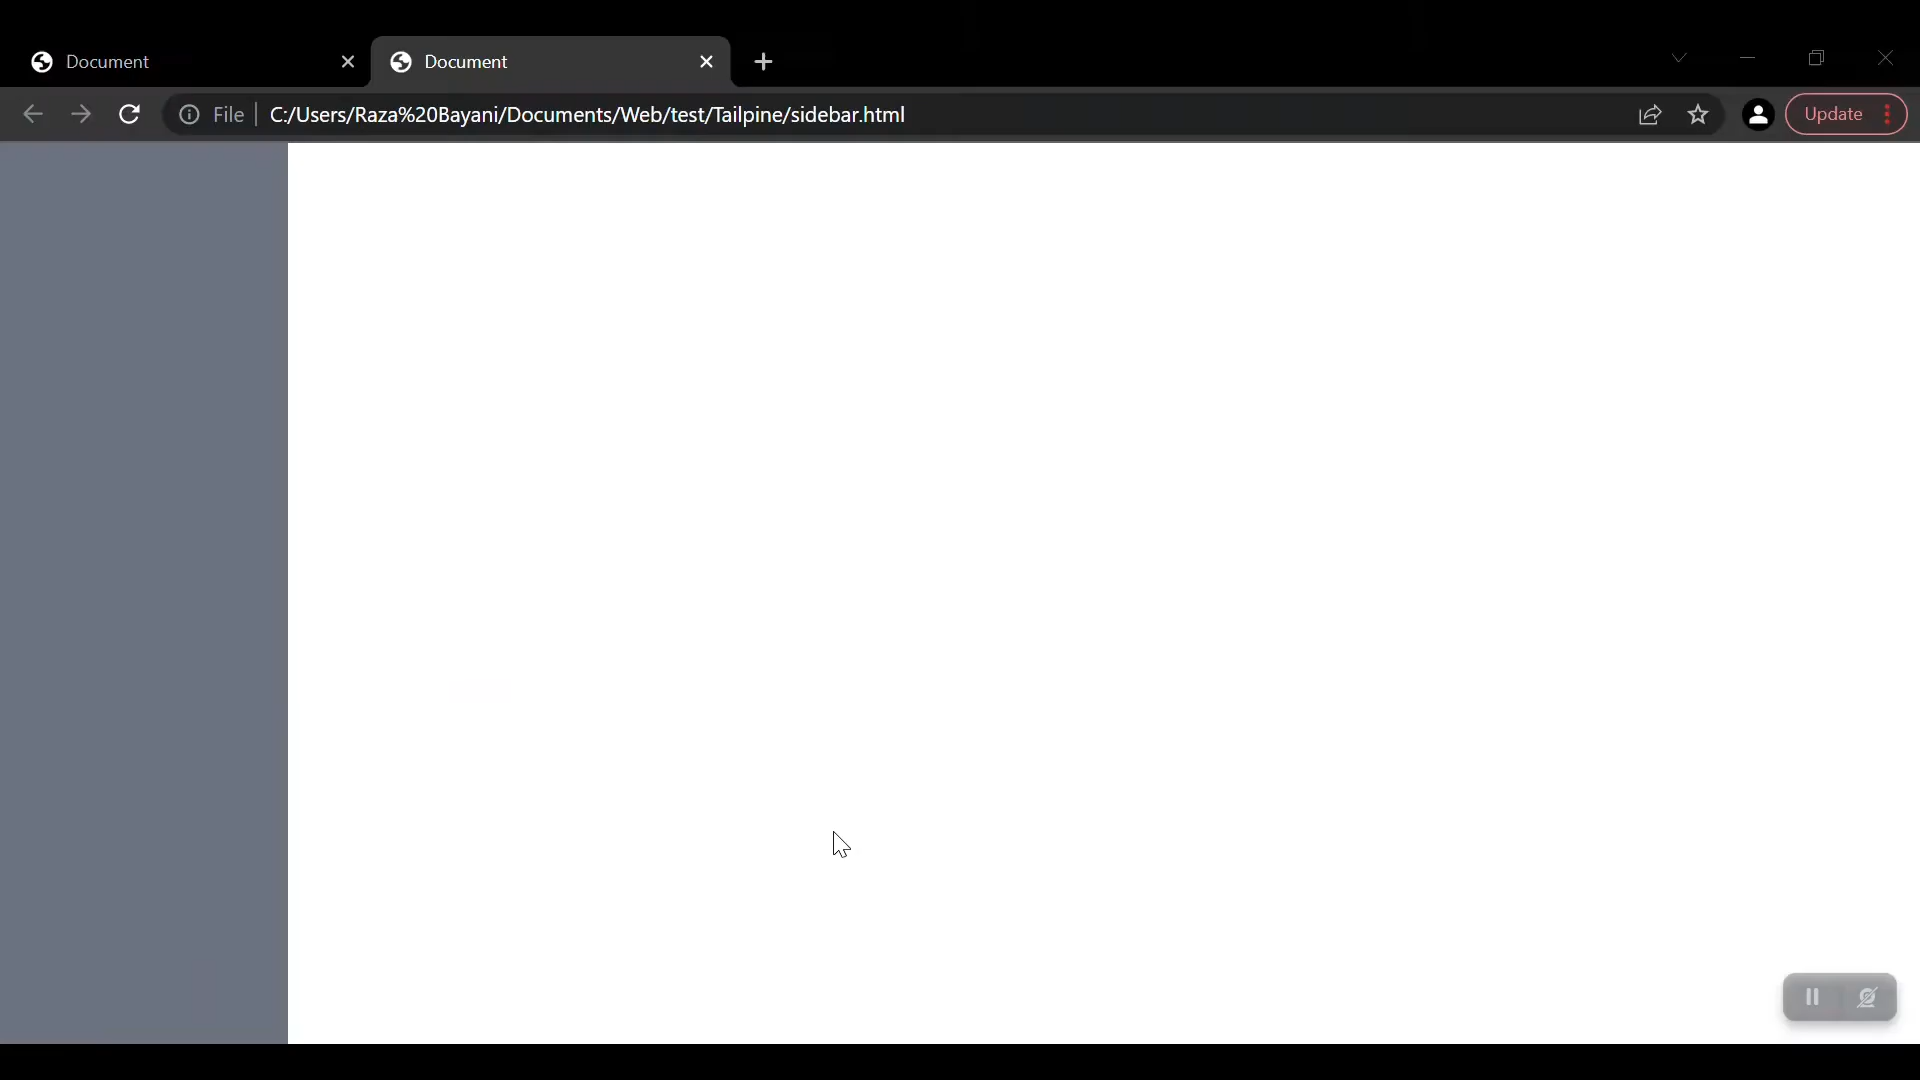 Document
Document
File
C:/Users/Raza%20Bayani/Documents/Web/test/Tailpine/sidebar.html
Update